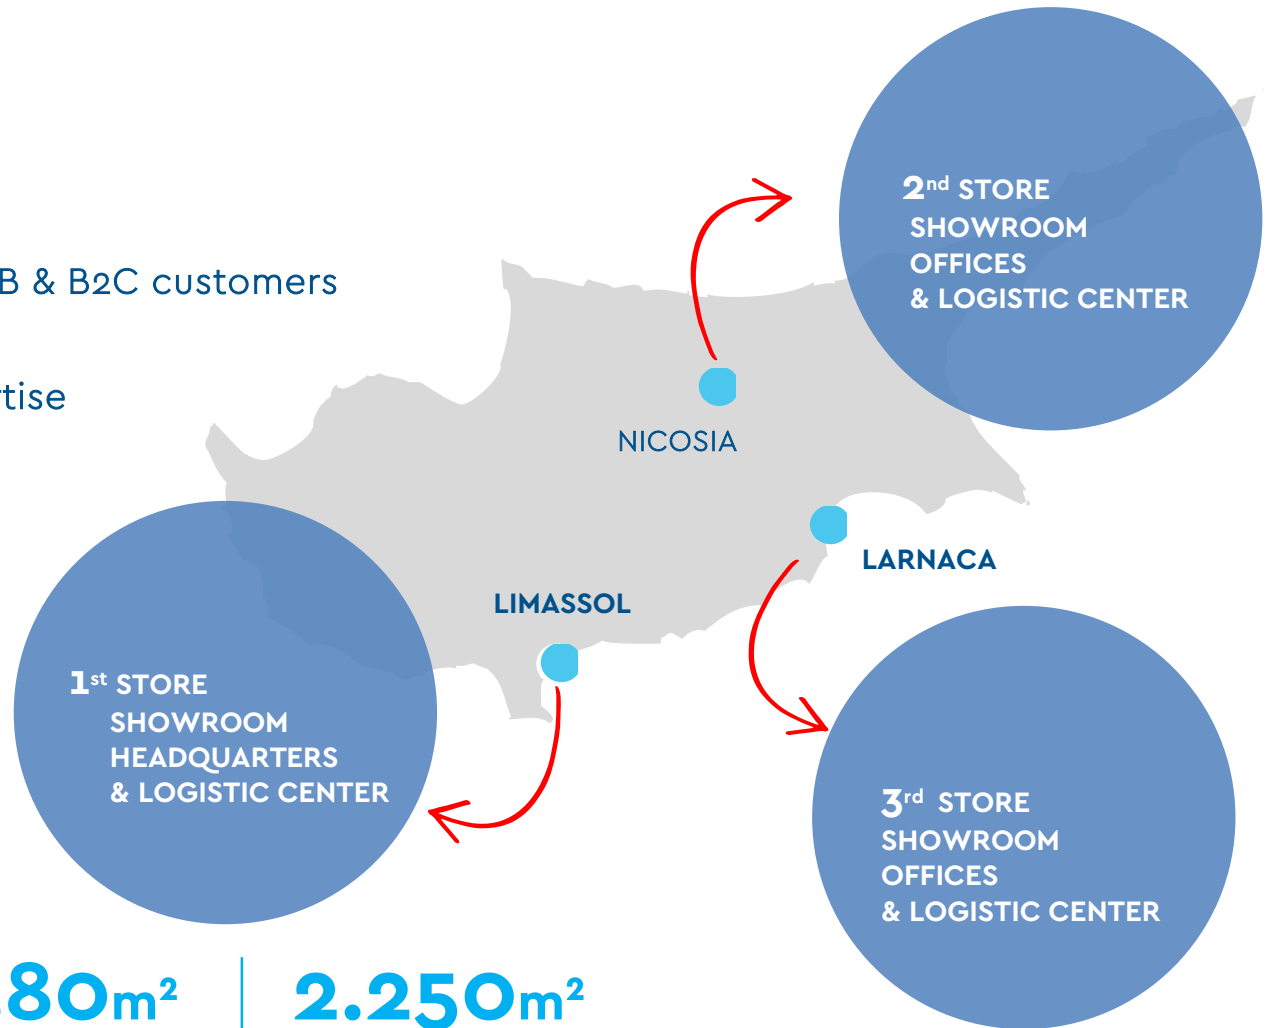 2nd STORE
SHOWROOM
OFFICES
& LOGISTIC CENTER
B & B2C customers
NICOSIA
LARNACA
LIMASSOL
1st STORE
SHOWROOM
HEADQUARTERS
& LOGISTIC CENTER
3rd STORE
SHOWROOM
OFFICES
& LOGISTIC CENTER
80m²
2.250m²